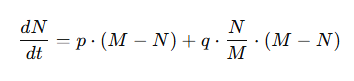 dN/dt = p · (M − N) + q · N/M · (M − N)